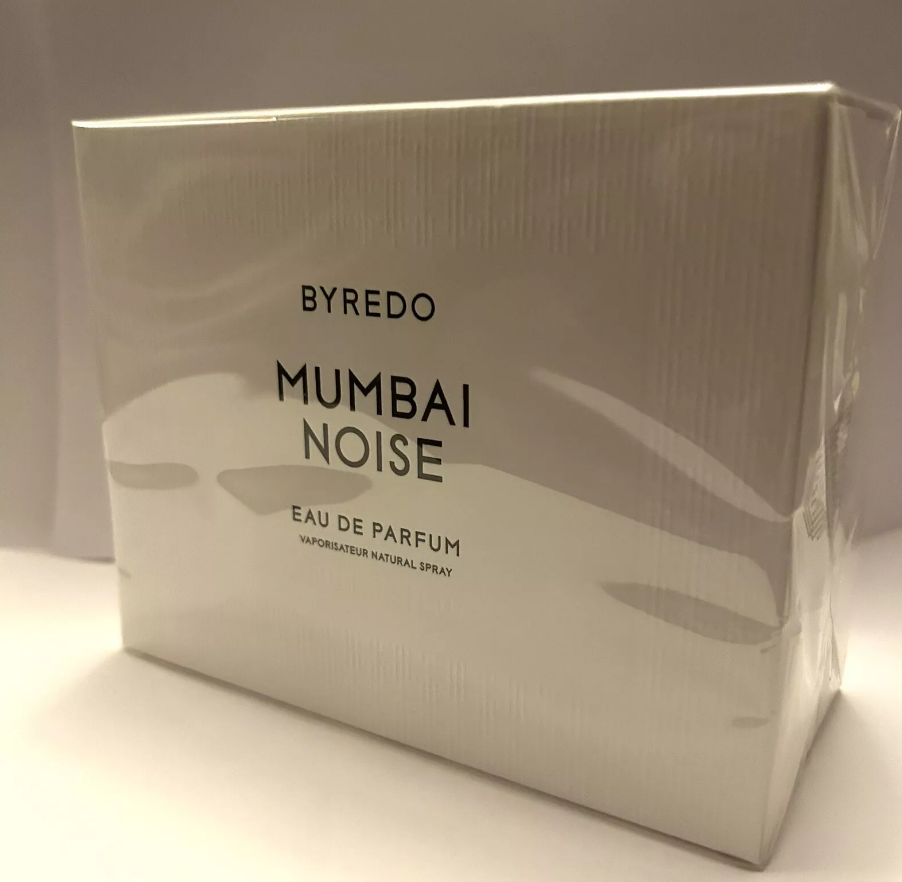 BYREDO
MUMBAI
NOISE
EAU DE PARFUM
VAPORISATEUR NATURAL SPRAY